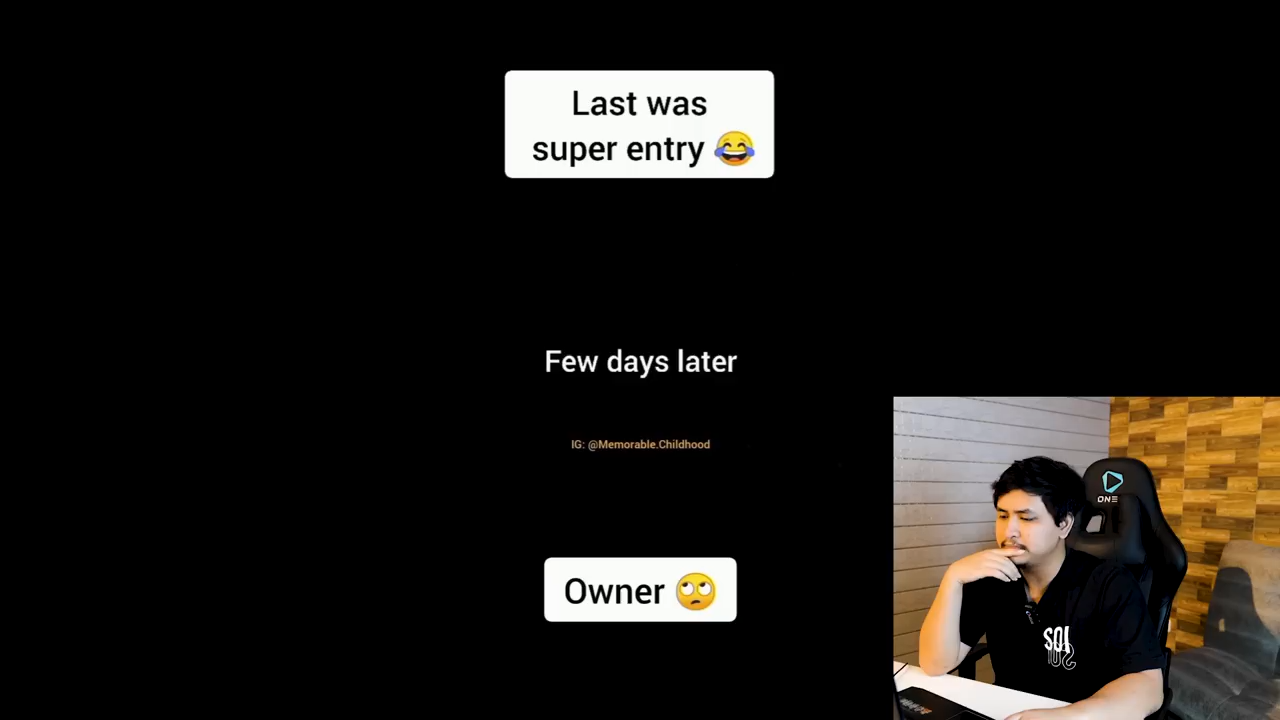 Last was
super entry 😂
Few days later
IG: @Memorable.Childhood
Owner 🙄
ONE
SOI